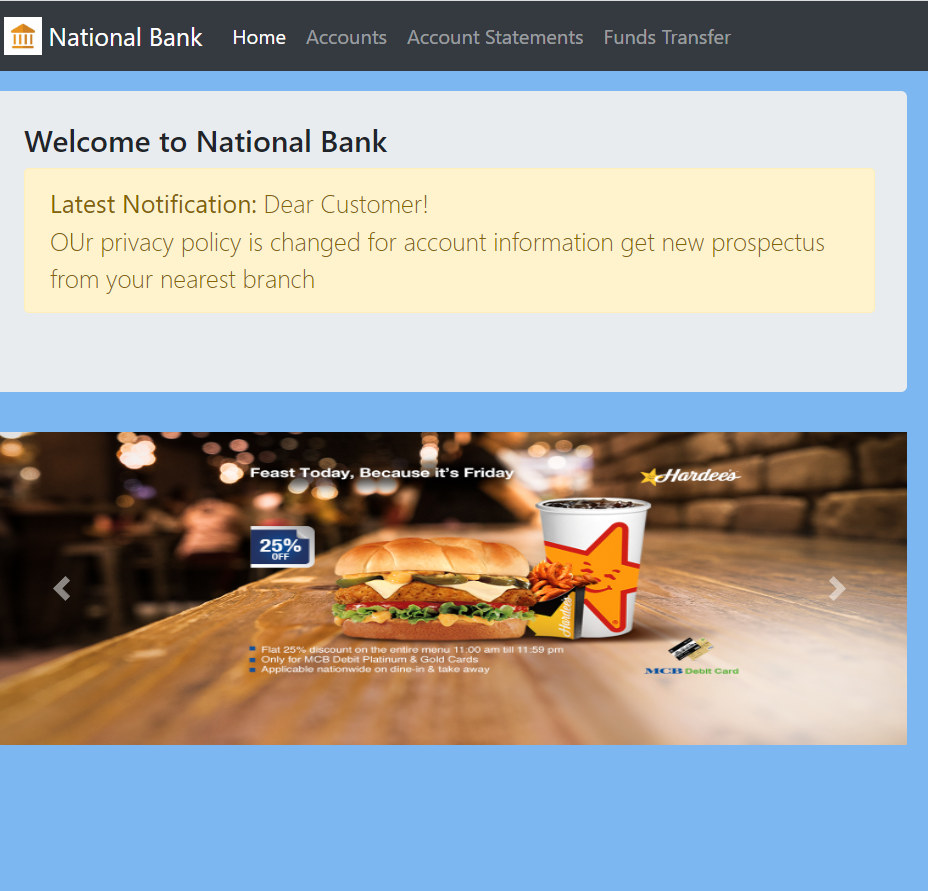 National Bank Home Accounts Account Statements Funds Transfer
Welcome to National Bank
Latest Notification: Dear Customer!
OUr privacy policy is changed for account information get new prospectus
from your nearest branch
Feast Today, Because it's Friday
Hardee's
25%
OFF
Hardee's
Flat 25% discount on the entire menu 11:00 am till 11:59 pm
Only for MCB Debit Platinum & Gold Cards
Applicable nationwide on dine-in & take away
MCB Debit Card